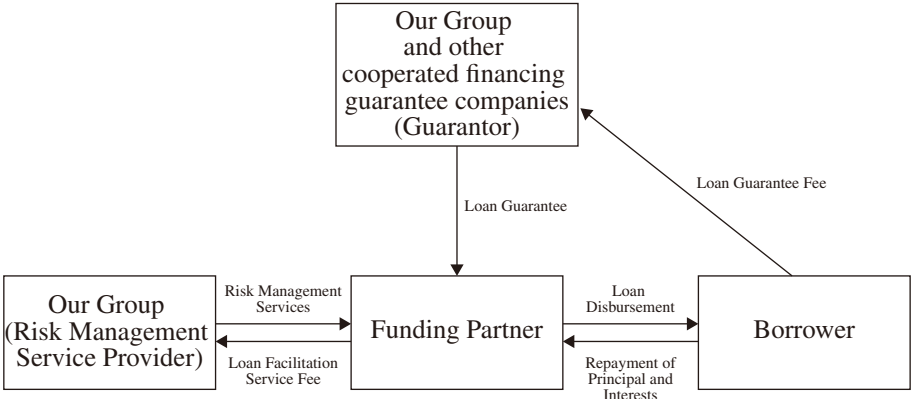 Our Group
and other
cooperated financing
guarantee companies
(Guarantor)
Loan Guarantee Fee
Loan Guarantee
Our Group
(Risk Management
Service Provider)
Risk Management
Services
Loan Facilitation
Service Fee
Funding Partner
Loan
Disbursement
Repayment of
Principal and
Interests
Borrower